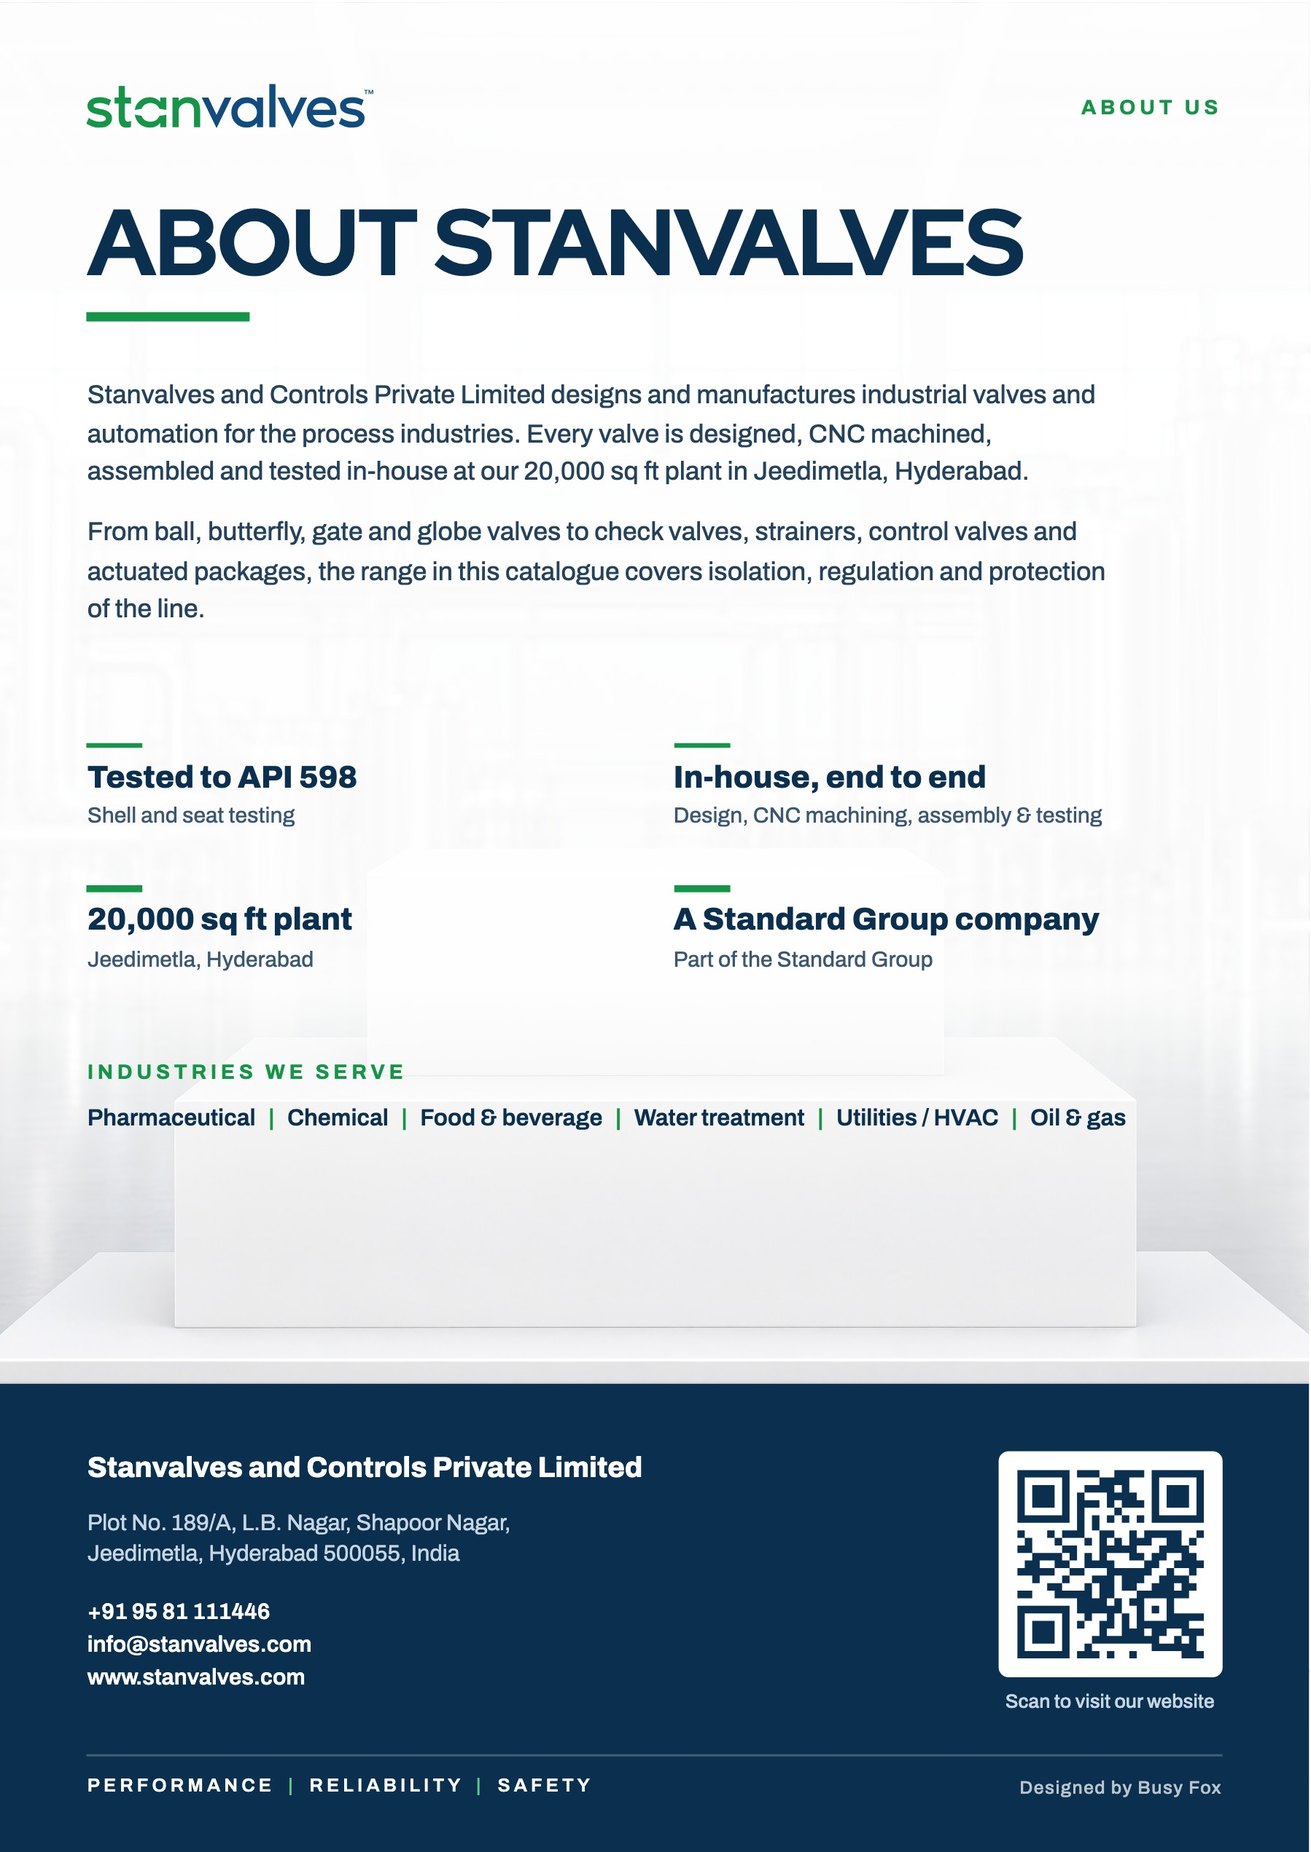 stanvalves™
ABOUT US
ABOUT STANVALVES
Stanvalves and Controls Private Limited designs and manufactures industrial valves and
automation for the process industries. Every valve is designed, CNC machined,
assembled and tested in-house at our 20,000 sq ft plant in Jeedimetla, Hyderabad.
From ball, butterfly, gate and globe valves to check valves, strainers, control valves and
actuated packages, the range in this catalogue covers isolation, regulation and protection
of the line.
Tested to API 598
Shell and seat testing
In-house, end to end
Design, CNC machining, assembly & testing
20,000 sq ft plant
Jeedimetla, Hyderabad
A Standard Group company
Part of the Standard Group
INDUSTRIES WE SERVE
Pharmaceutical | Chemical | Food & beverage | Water treatment | Utilities / HVAC | Oil & gas
Stanvalves and Controls Private Limited
Plot No. 189/A, L.B. Nagar, Shapoor Nagar,
Jeedimetla, Hyderabad 500055, India
+91 95 81 111446
info@stanvalves.com
www.stanvalves.com
Scan to visit our website
PERFORMANCE | RELIABILITY | SAFETY
Designed by Busy Fox